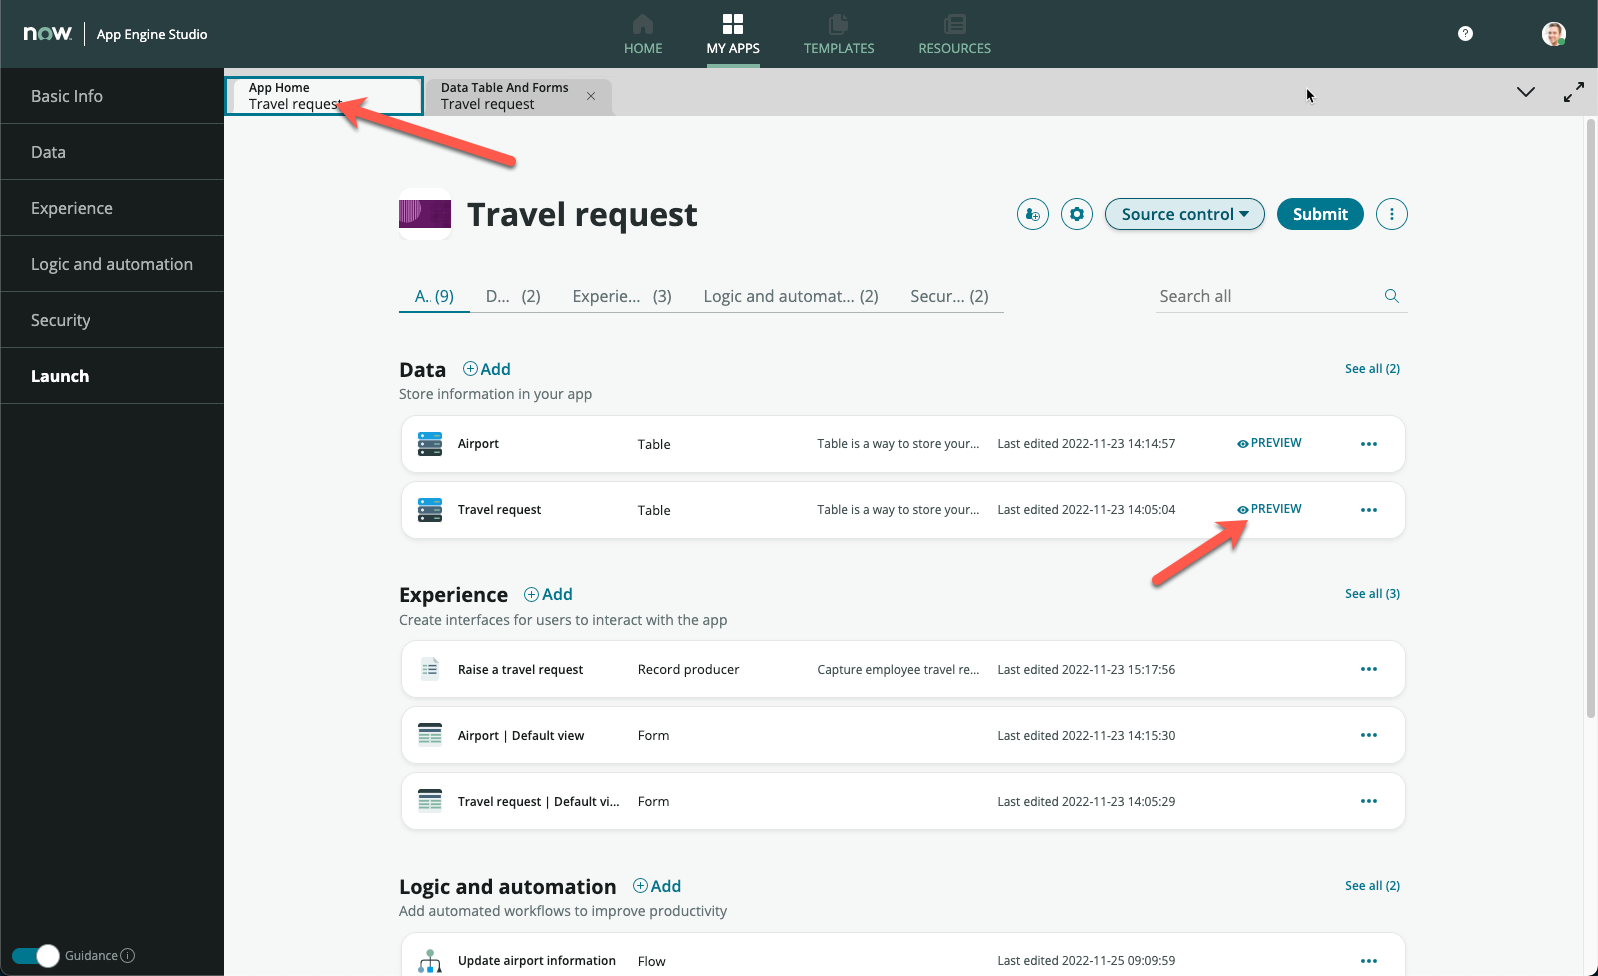 now. App Engine Studio
HOME
MY APPS
TEMPLATES
RESOURCES
?
Basic Info
Data
Experience
Logic and automation
Security
Launch
Guidance
App Home
Travel request
Data Table And Forms
Travel request
Travel request
Source control
Submit
A.. (9)
D... (2)
Experie... (3)
Logic and automat... (2)
Secur... (2)
Search all
Data Add See all (2)
Store information in your app
Airport Table Table is a way to store your... Last edited 2022-11-23 14:14:57 PREVIEW
Travel request Table Table is a way to store your... Last edited 2022-11-23 14:05:04 PREVIEW
Experience Add See all (3)
Create interfaces for users to interact with the app
Raise a travel request Record producer Capture employee travel re... Last edited 2022-11-23 15:17:56
Airport | Default view Form Last edited 2022-11-23 14:15:30
Travel request | Default vi... Form Last edited 2022-11-23 14:05:29
Logic and automation Add See all (2)
Add automated workflows to improve productivity
Update airport information Flow Last edited 2022-11-25 09:09:59